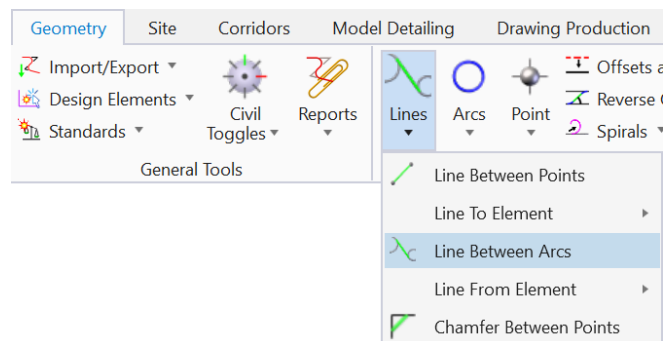 Geometry Site Corridors Model Detailing Drawing Production
Import/Export
Design Elements
Standards
Civil Toggles
Reports
General Tools
Lines
Arcs
Point
Offsets
Reverse
Spirals
Line Between Points
Line To Element
Line Between Arcs
Line From Element
Chamfer Between Points